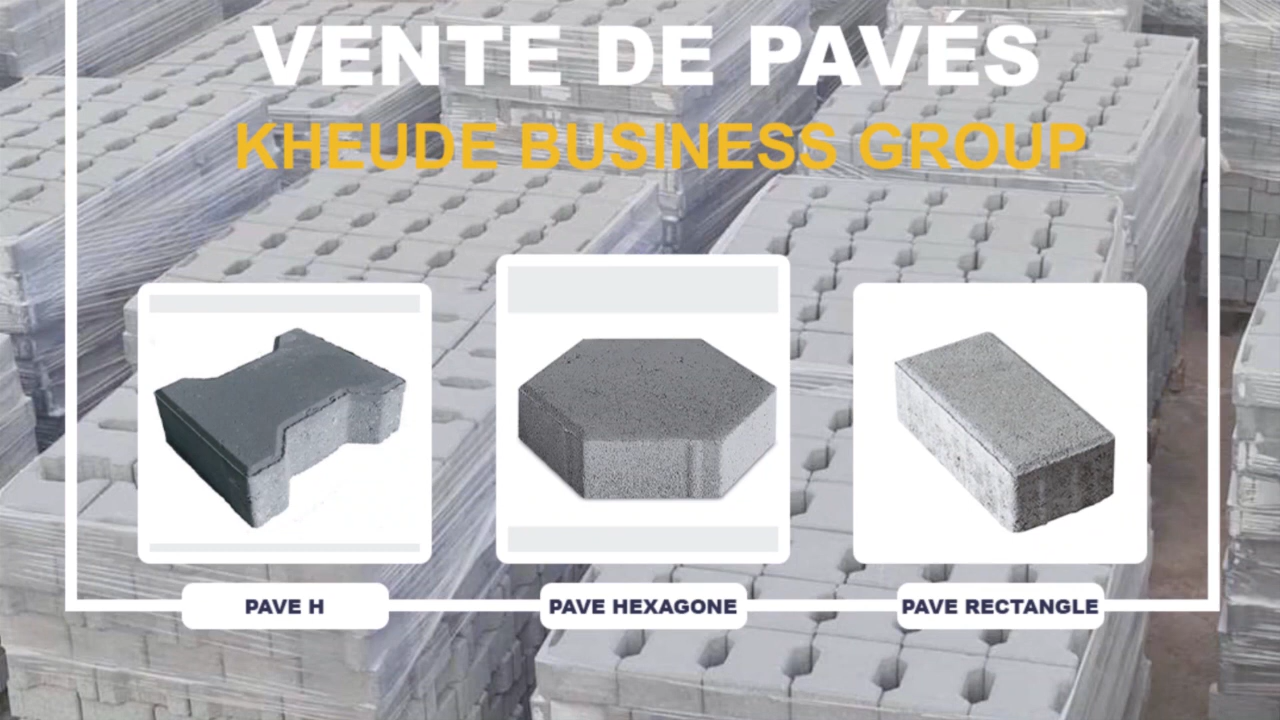 VENTE DE PAVÉS
KHEUDE BUSINESS GROUP
PAVE H
PAVE HEXAGONE
PAVE RECTANGLE